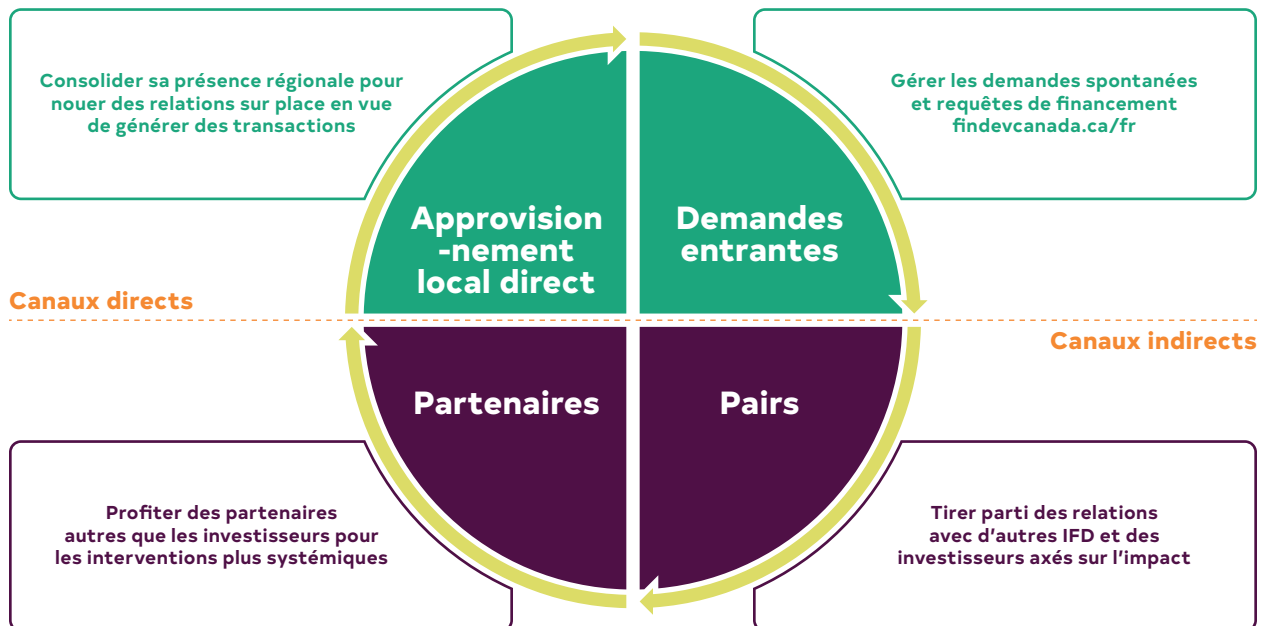 Consolider sa présence régionale pour
nouer des relations sur place en vue
de générer des transactions
Gérer les demandes spontanées
et requêtes de financement
findevcanada.ca/fr
Approvision
-nement
local direct
Demandes
entrantes
Canaux directs
Canaux indirects
Partenaires
Pairs
Profiter des partenaires
autres que les investisseurs pour
les interventions plus systémiques
Tirer parti des relations
avec d'autres IFD et des
investisseurs axés sur l'impact